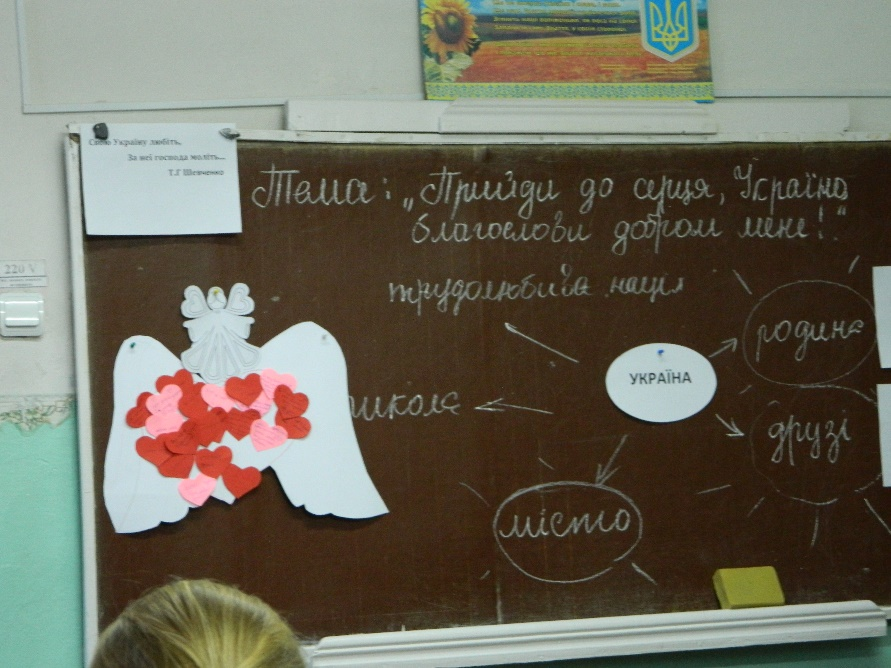 Свою Україну любіть,
За неї господа моліть...
Т.Г Шевченко
Тема: „Прийди до серця, Україно
благослови добром мене!"
трудолюбива нація
родина
УКРАЇНА
школа
друзі
місто
220 V